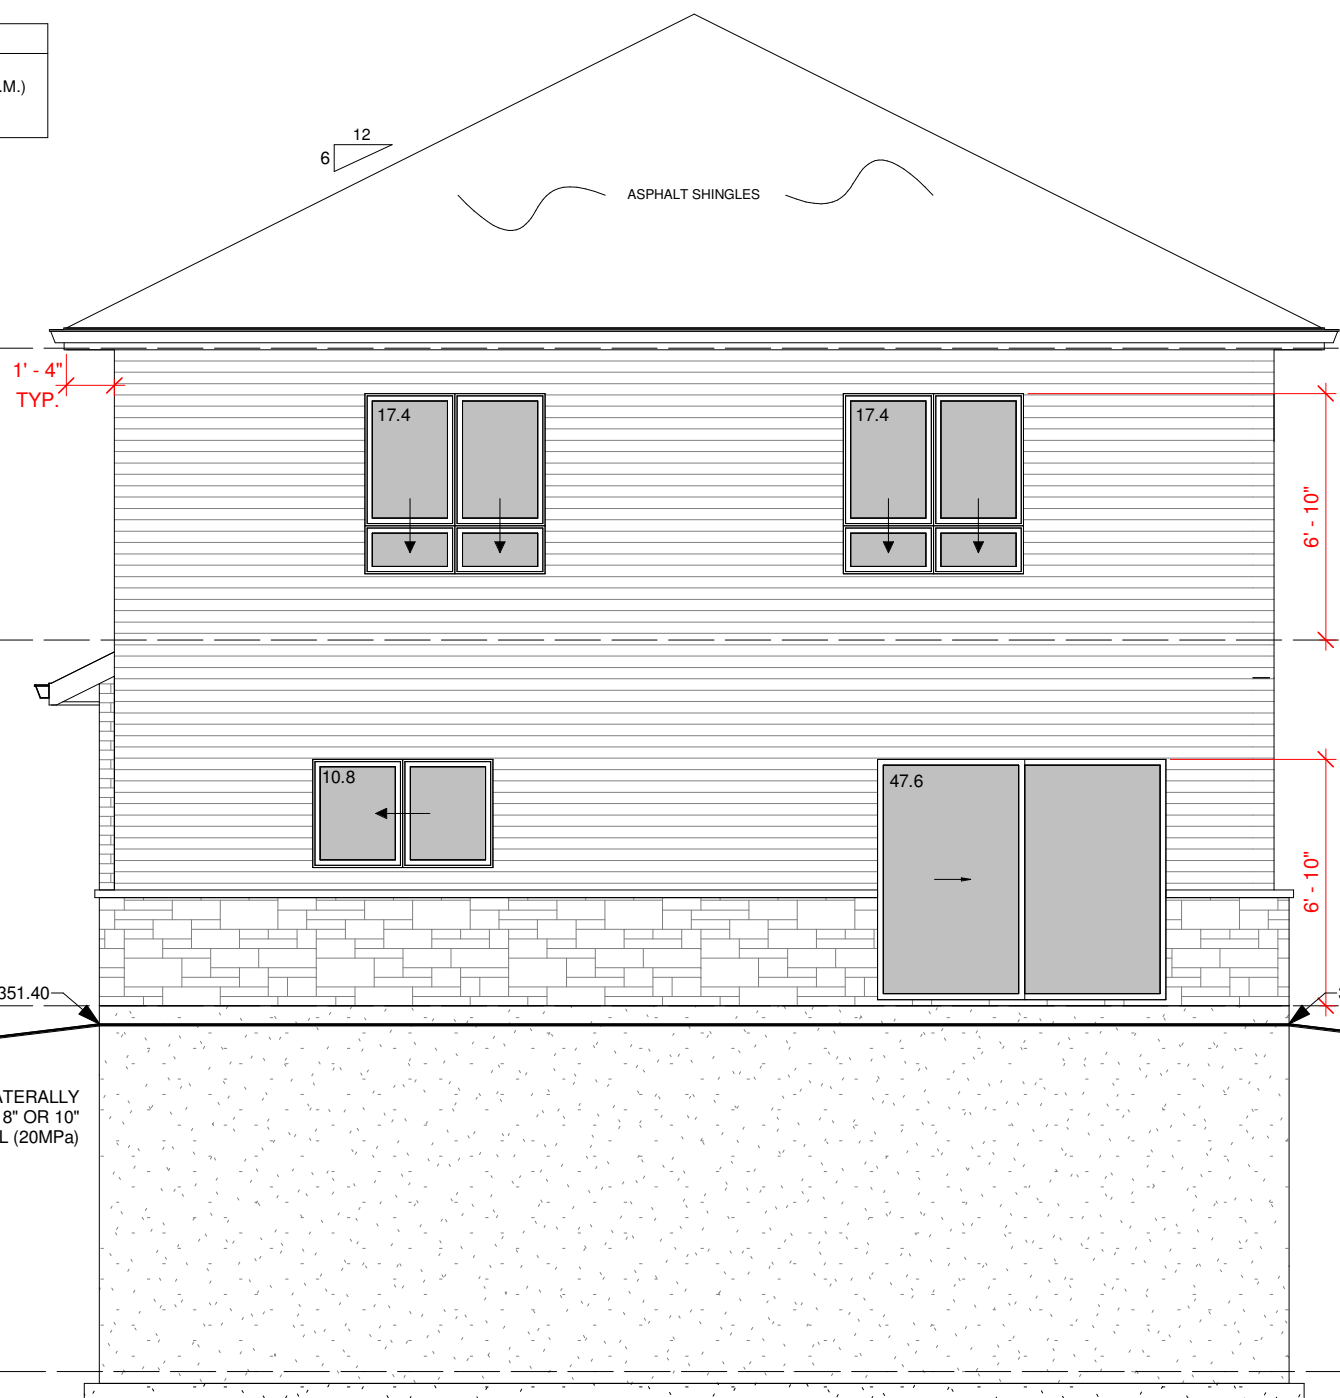 .M.)
12
6
ASPHALT SHINGLES
1' - 4"
TYP.
17.4
17.4
6' - 10"
10.8
47.6
6' - 10"
351.40
ATERALLY
8" OR 10"
L (20MPa)